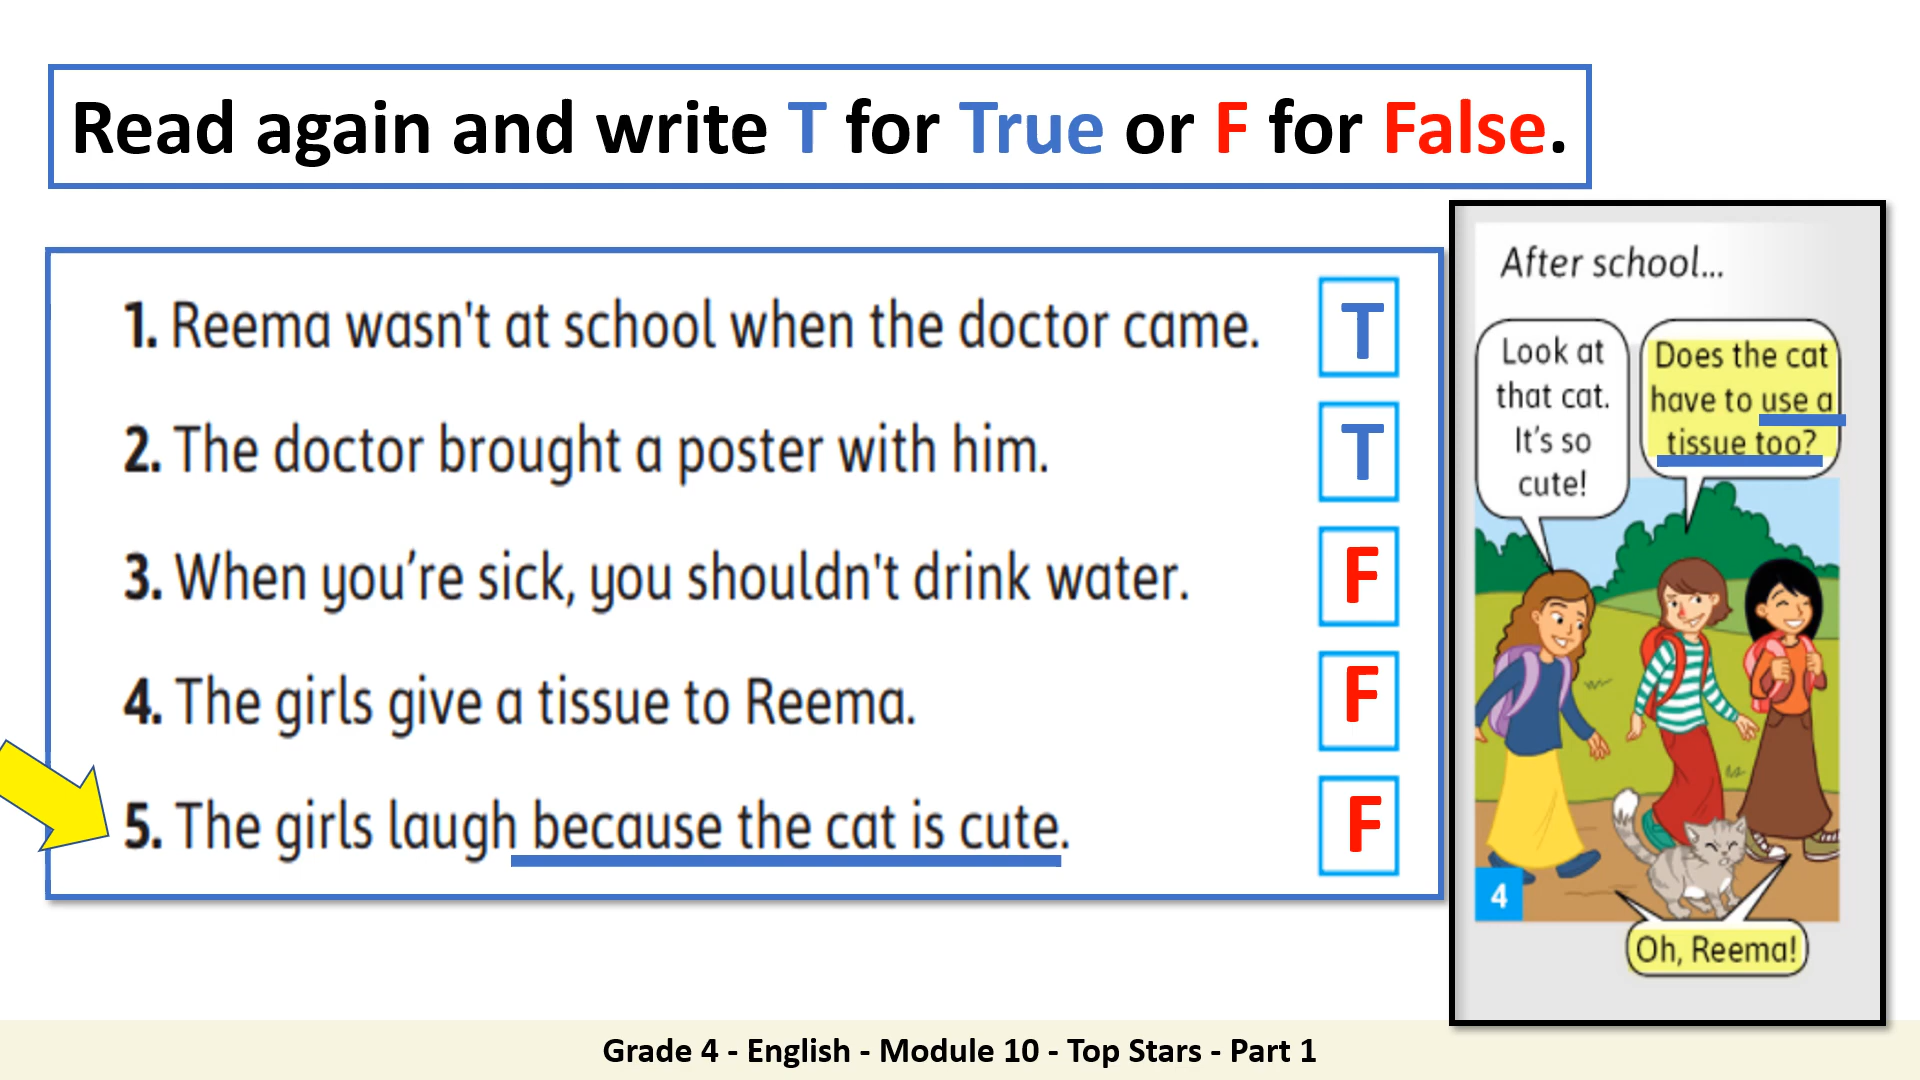 Read again and write T for True or F for False.
1. Reema wasn't at school when the doctor came. T
2. The doctor brought a poster with him. T
3. When you’re sick, you shouldn't drink water. F
4. The girls give a tissue to Reema. F
5. The girls laugh because the cat is cute. F
After school...
Look at
that cat.
It’s so
cute!
Does the cat
have to use a
tissue too?
4
Oh, Reema!
Grade 4 - English - Module 10 - Top Stars - Part 1